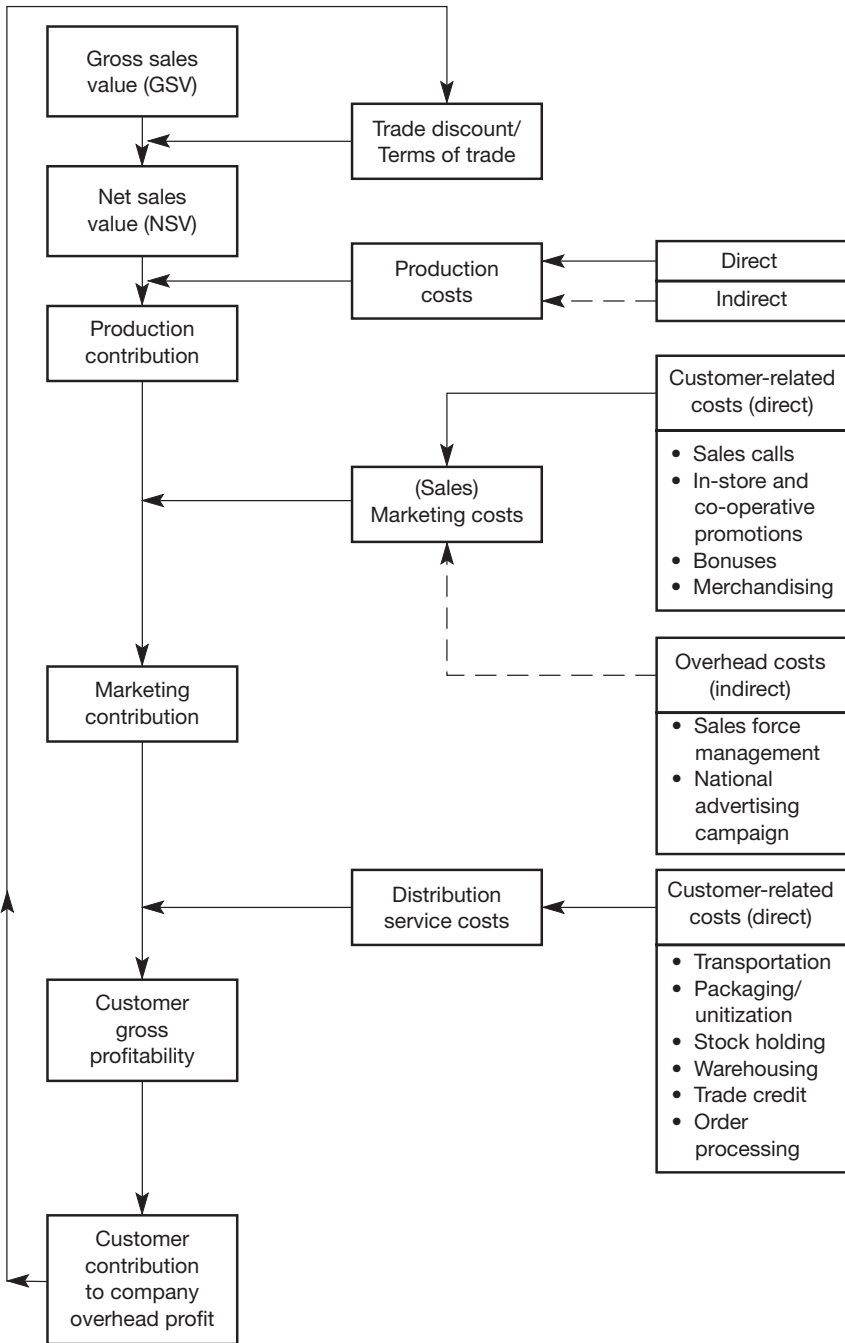 Gross sales
value (GSV)
Trade discount/
Terms of trade
Net sales
value (NSV)
Production
costs
Direct
Indirect
Production
contribution
Customer-related
costs (direct)
• Sales calls
• In-store and
co-operative
promotions
• Bonuses
• Merchandising
(Sales)
Marketing costs
Overhead costs
(indirect)
• Sales force
management
• National
advertising
campaign
Marketing
contribution
Distribution
service costs
Customer-related
costs (direct)
• Transportation
• Packaging/
unitization
• Stock holding
• Warehousing
• Trade credit
• Order
processing
Customer
gross
profitability
Customer
contribution
to company
overhead profit